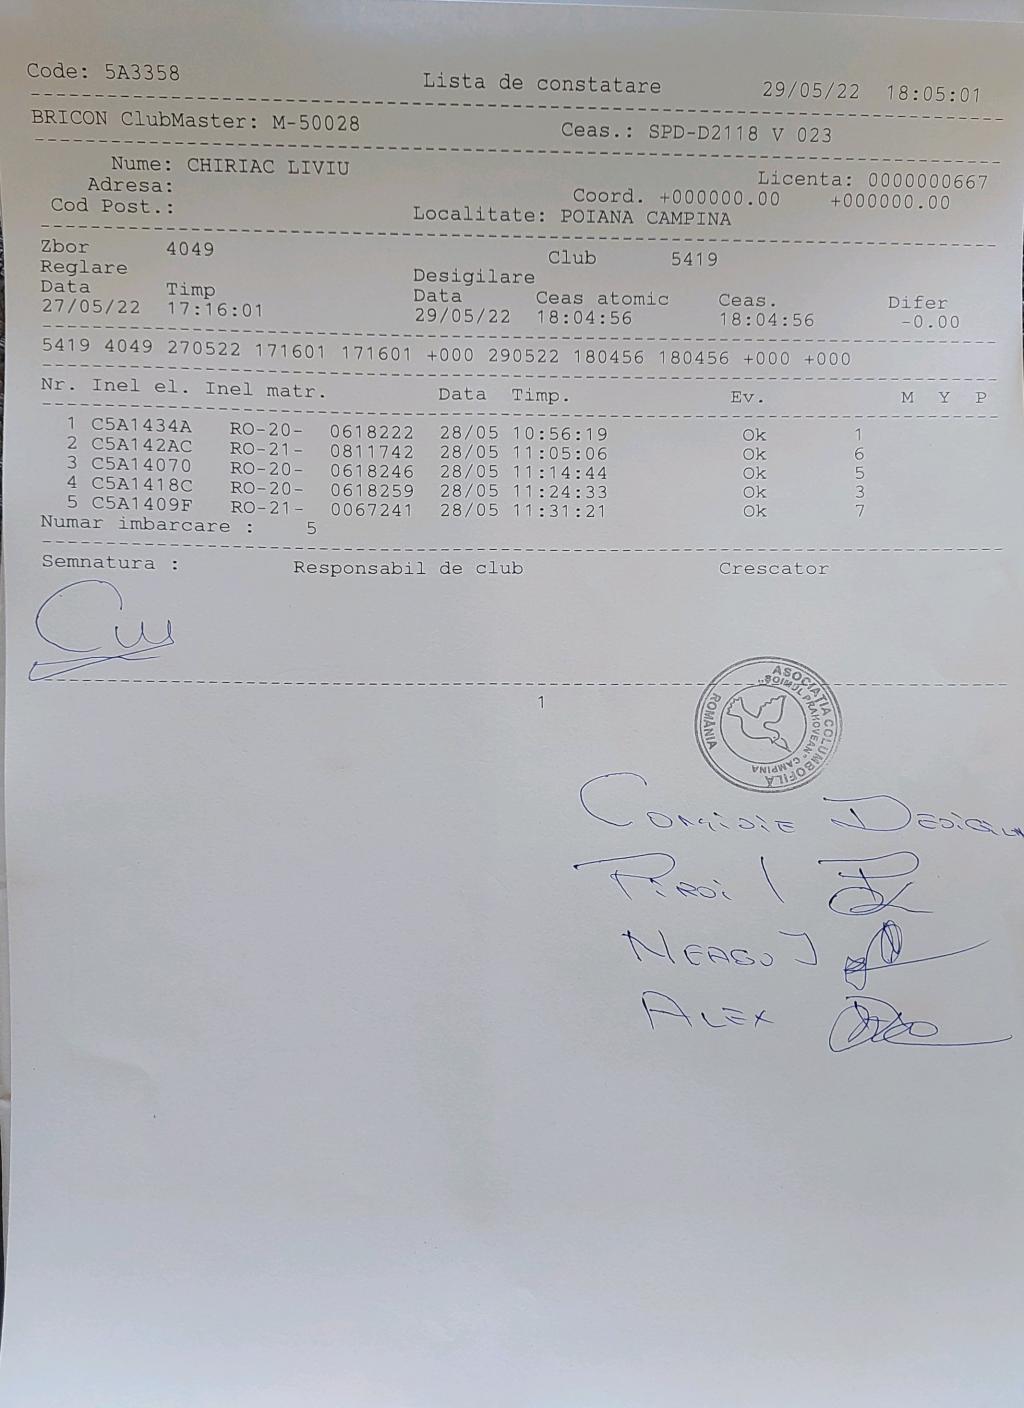 Code: 5A3358 Lista de constatare 29/05/22 18:05:01
BRICON ClubMaster: M-50028 Ceas.: SPD-D2118 V 023
Nume: CHIRIAC LIVIU Licenta: 0000000667
Adresa: Coord. +000000.00 +000000.00
Cod Post.: Localitate: POIANA CAMPINA
Zbor 4049 Club 5419
Reglare Desigilare
Data Timp Data Ceas atomic Ceas. Difer
27/05/22 17:16:01 29/05/22 18:04:56 18:04:56 -0.00
5419 4049 270522 171601 171601 +000 290522 180456 180456 +000 +000
Nr. Inel el. Inel matr. Data Timp. Ev. M Y P
1 C5A1434A RO-20- 0618222 28/05 10:56:19 Ok 1
2 C5A142AC RO-21- 0811742 28/05 11:05:06 Ok 6
3 C5A14070 RO-20- 0618246 28/05 11:14:44 Ok 5
4 C5A1418C RO-20- 0618259 28/05 11:24:33 Ok 3
5 C5A1409F RO-21- 0067241 28/05 11:31:21 Ok 7
Numar imbarcare : 5
Semnatura : Responsabil de club Crescator
1
ASOCIAȚIA COLUMBOFILĂ
„ȘOIMUL PRAHOVEAN" CAMPINA
ROMÂNIA
Comisie
Piroi
Neagu J
Alex